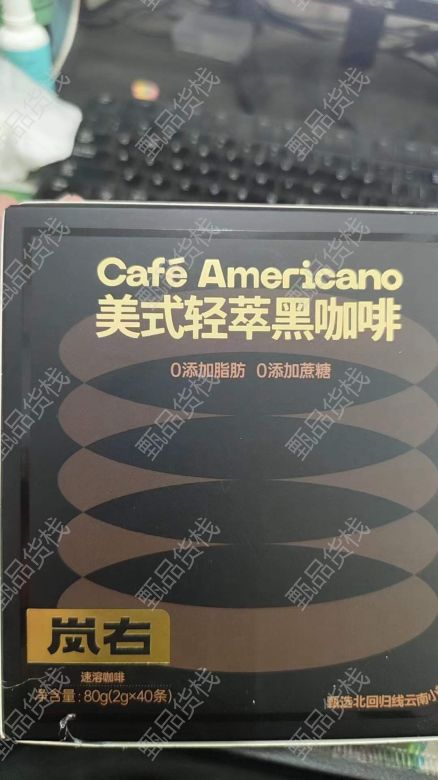 Café Americano
美式轻萃黑咖啡
0添加脂肪 0添加蔗糖
岚右
速溶咖啡
净含量:80g(2g×40条)
甄选北回归线云南小
甄品货栈